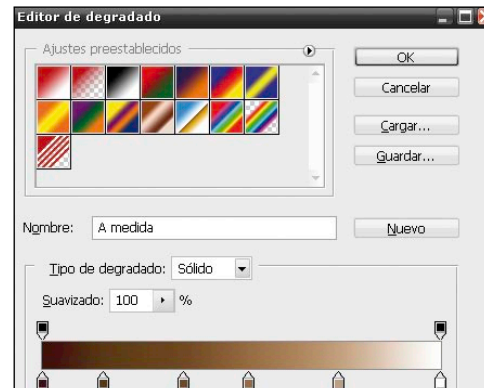 Editor de degradado
Ajustes preestablecidos
OK
Cancelar
Cargar...
Guardar...
Nombre: A medida
Nuevo
Tipo de degradado: Sólido
Suavizado: 100 %